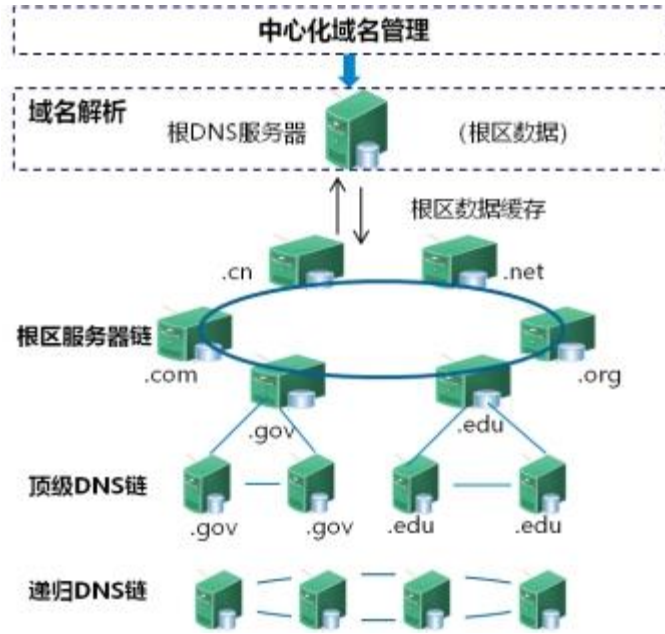 中心化域名管理
域名解析
根DNS服务器
(根区数据)
根区数据缓存
.cn
.net
根区服务器链
.com
.org
.gov
.edu
顶级DNS链
.gov
.gov
.edu
.edu
递归DNS链